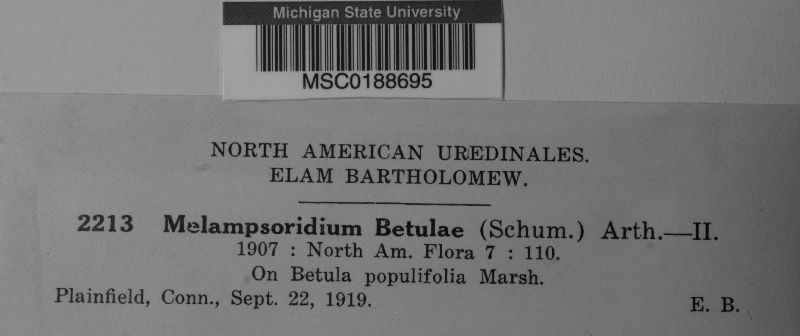 Michigan State University
MSC0188695
NORTH AMERICAN UREDINALES.
ELAM BARTHOLOMEW.
2213 Melampsoridium Betulae (Schum.) Arth.—II.
1907 : North Am. Flora 7 : 110.
On Betula populifolia Marsh.
Plainfield, Conn., Sept. 22, 1919. E. B.